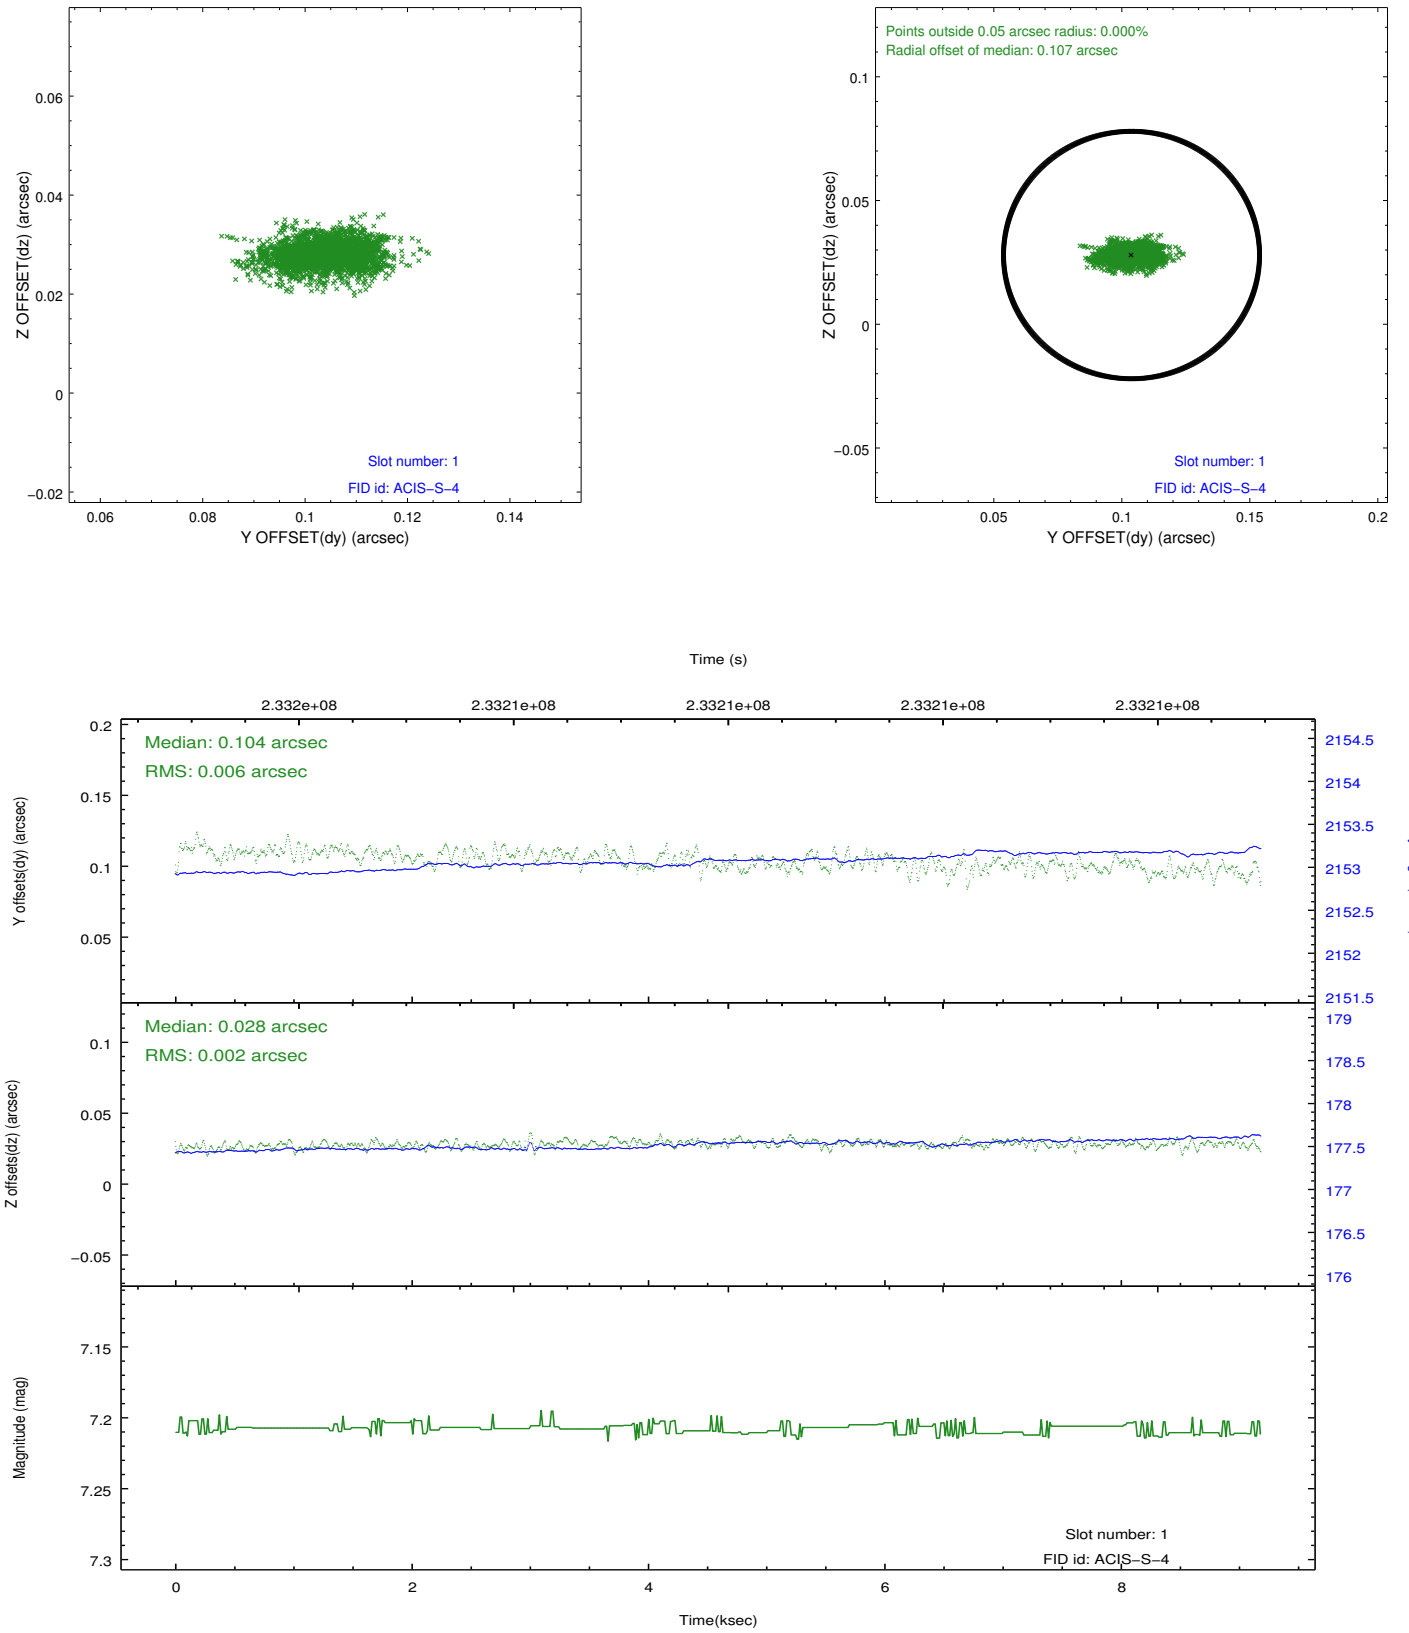 0.06
0.04
0.02
0
−0.02
Z OFFSET(dz) (arcsec)
Slot number: 1
FID id: ACIS−S−4
0.06 0.08 0.1 0.12 0.14
Y OFFSET(dy) (arcsec)
Points outside 0.05 arcsec radius: 0.000%
Radial offset of median: 0.107 arcsec
0.1
0.05
0
−0.05
Z OFFSET(dz) (arcsec)
Slot number: 1
FID id: ACIS−S−4
0.05 0.1 0.15 0.2
Y OFFSET(dy) (arcsec)
Time (s)
2.332e+08 2.3321e+08 2.3321e+08 2.3321e+08 2.3321e+08
Median: 0.104 arcsec
RMS: 0.006 arcsec
0.2
0.15
0.1
0.05
Y offsets(dy) (arcsec)
2154.5
2154
2153.5
2153
2152.5
2152
2151.5
Median: 0.028 arcsec
RMS: 0.002 arcsec
0.1
0.05
0
−0.05
Z offsets(dz) (arcsec)
179
178.5
178
177.5
177
176.5
176
7.15
7.2
7.25
7.3
Magnitude (mag)
Slot number: 1
FID id: ACIS−S−4
0 2 4 6 8
Time(ksec)